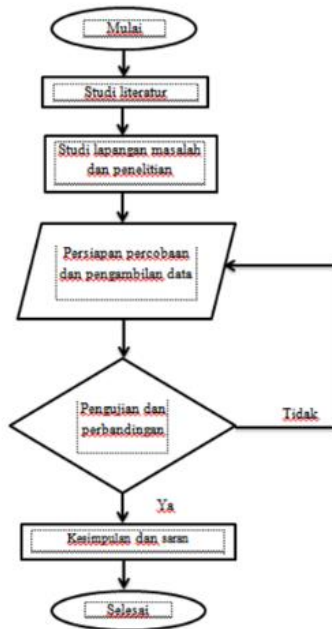 Mulai
Studi literatur
Studi lapangan masalah
dan penelitian
Persiapan percobaan
dan pengambilan data
Pengujian dan
perbandingan
Tidak
Ya
Kesimpulan dan saran
Selesai